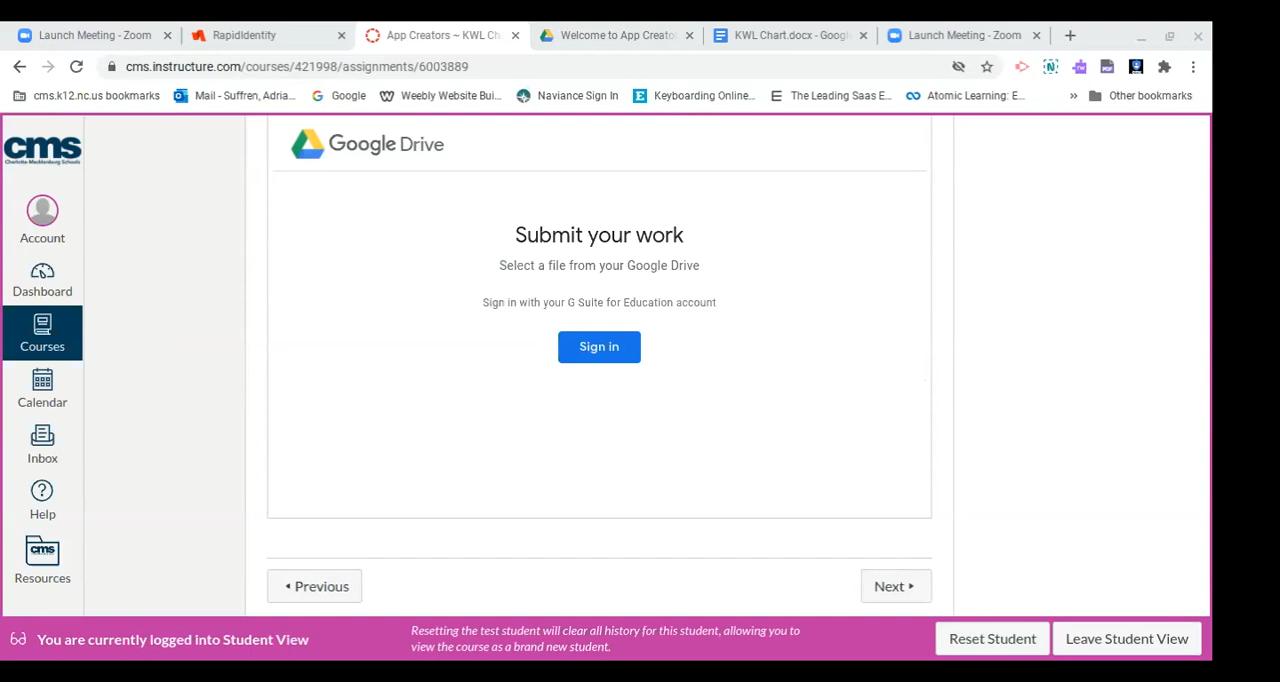 Launch Meeting - Zoom
RapidIdentity
App Creators ~ KWL Ch
Welcome to App Creato
KWL Chart.docx - Googl
Launch Meeting - Zoom
cms.instructure.com/courses/421998/assignments/6003889
cms.k12.nc.us bookmarks
Mail - Suffren, Adria...
Google
Weebly Website Bui...
Naviance Sign In
Keyboarding Online...
The Leading SaaS E...
Atomic Learning: E...
»
Other bookmarks
cms
Charlotte-Mecklenburg Schools
Account
Dashboard
Courses
Calendar
Inbox
Help
cms
Resources
Google Drive
Submit your work
Select a file from your Google Drive
Sign in with your G Suite for Education account
Sign in
Previous
Next
You are currently logged into Student View
Resetting the test student will clear all history for this student, allowing you to
view the course as a brand new student.
Reset Student
Leave Student View